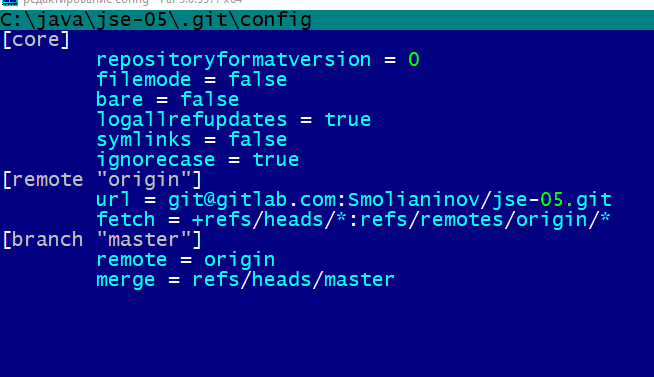 редактирование config - Far 3.0.5577 x64
C:\java\jse-05\.git\config
[core]
repositoryformatversion = 0
filemode = false
bare = false
logallrefupdates = true
symlinks = false
ignorecase = true
[remote "origin"]
url = git@gitlab.com:Smolianinov/jse-05.git
fetch = +refs/heads/*:refs/remotes/origin/*
[branch "master"]
remote = origin
merge = refs/heads/master